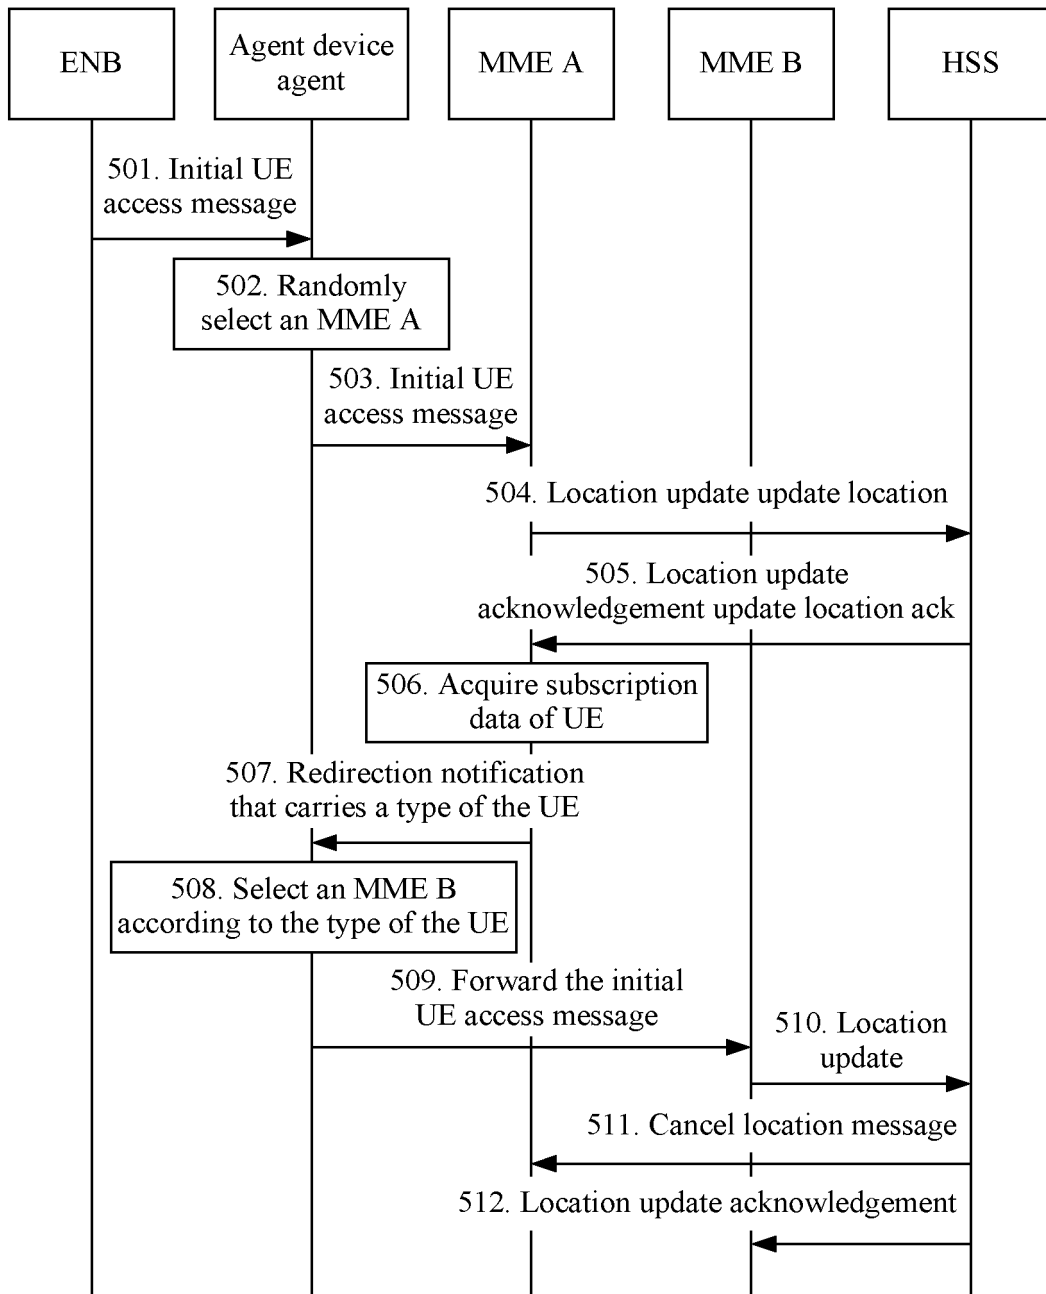 ENB
Agent device
agent
MME A
MME B
HSS
501. Initial UE
access message
502. Randomly
select an MME A
503. Initial UE
access message
504. Location update update location
505. Location update
acknowledgement update location ack
506. Acquire subscription
data of UE
507. Redirection notification
that carries a type of the UE
508. Select an MME B
according to the type of the UE
509. Forward the initial
UE access message
510. Location
update
511. Cancel location message
512. Location update acknowledgement